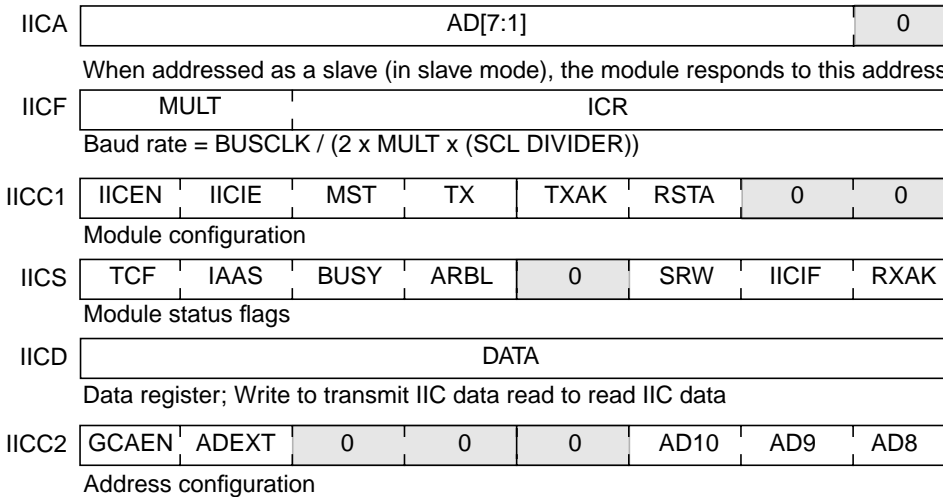 IICA AD[7:1] 0
When addressed as a slave (in slave mode), the module responds to this address
IICF MULT ICR
Baud rate = BUSCLK / (2 x MULT x (SCL DIVIDER))
IICC1 IICEN IICIE MST TX TXAK RSTA 0 0
Module configuration
IICS TCF IAAS BUSY ARBL 0 SRW IICIF RXAK
Module status flags
IICD DATA
Data register; Write to transmit IIC data read to read IIC data
IICC2 GCAEN ADEXT 0 0 0 AD10 AD9 AD8
Address configuration